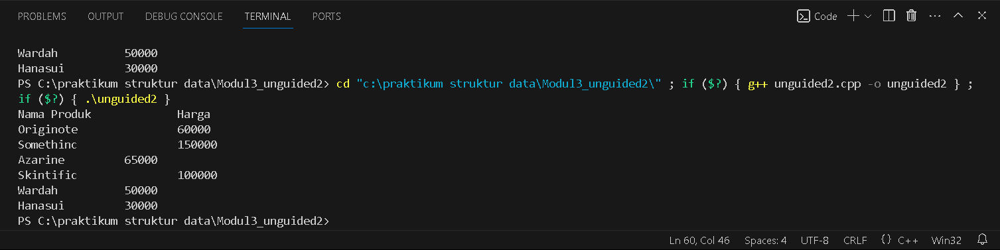 PROBLEMS OUTPUT DEBUG CONSOLE TERMINAL PORTS Code
Wardah 50000
Hanasui 30000
PS C:\praktikum struktur data\Modul3_unguided2> cd "c:\praktikum struktur data\Modul3_unguided2\" ; if ($?) { g++ unguided2.cpp -o unguided2 } ;
if ($?) { .\unguided2 }
Nama Produk Harga
Originote 60000
Somethinc 150000
Azarine 65000
Skintific 100000
Wardah 50000
Hanasui 30000
PS C:\praktikum struktur data\Modul3_unguided2>
Ln 60, Col 46 Spaces: 4 UTF-8 CRLF {} C++ Win32